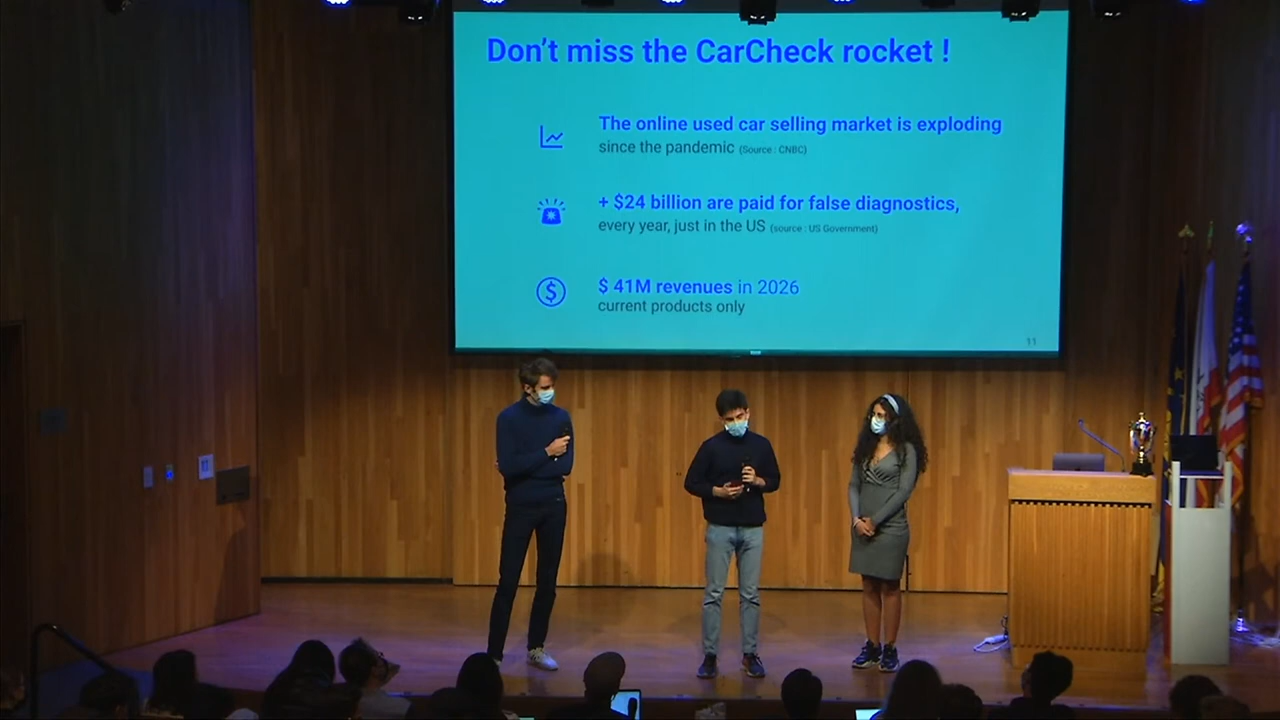 Don't miss the CarCheck rocket !
The online used car selling market is exploding
since the pandemic (Source : CNBC)
+ $24 billion are paid for false diagnostics,
every year, just in the US (source : US Government)
$ 41M revenues in 2026
current products only
11